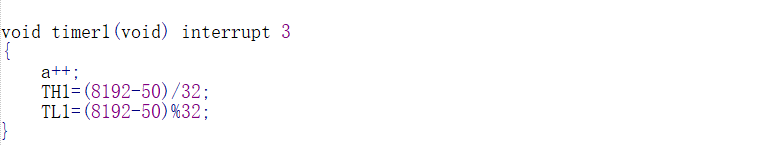 void timer1(void) interrupt 3
{
a++;
TH1=(8192-50)/32;
TL1=(8192-50)%32;
}